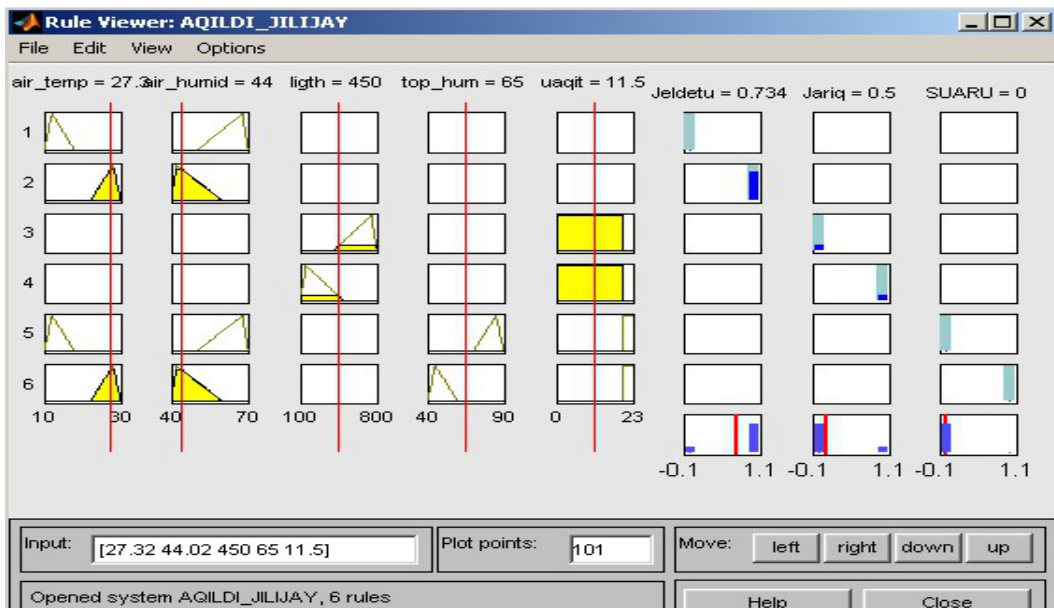 Rule Viewer: AQILDI_JILIJAY
File Edit View Options
air_temp = 27.3 air_humid = 44 ligth = 450 top_hum = 65 uaqit = 11.5 Jeldetu = 0.734 Jariq = 0.5 SUARU = 0
1
2
3
4
5
6
10 30 40 70 100 800 40 90 0 23
-0.1 1.1 -0.1 1.1 -0.1 1.1
Input: [27.32 44.02 450 65 11.5] Plot points: 101 Move: left right down up
Opened system AQILDI_JILIJAY, 6 rules Help Close